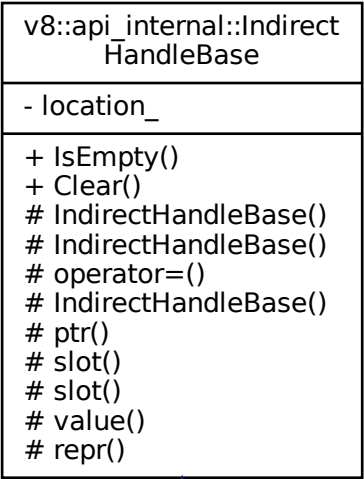 v8::api_internal::Indirect
HandleBase
- location_
+ IsEmpty()
+ Clear()
# IndirectHandleBase()
# IndirectHandleBase()
# operator=()
# IndirectHandleBase()
# ptr()
# slot()
# slot()
# value()
# repr()